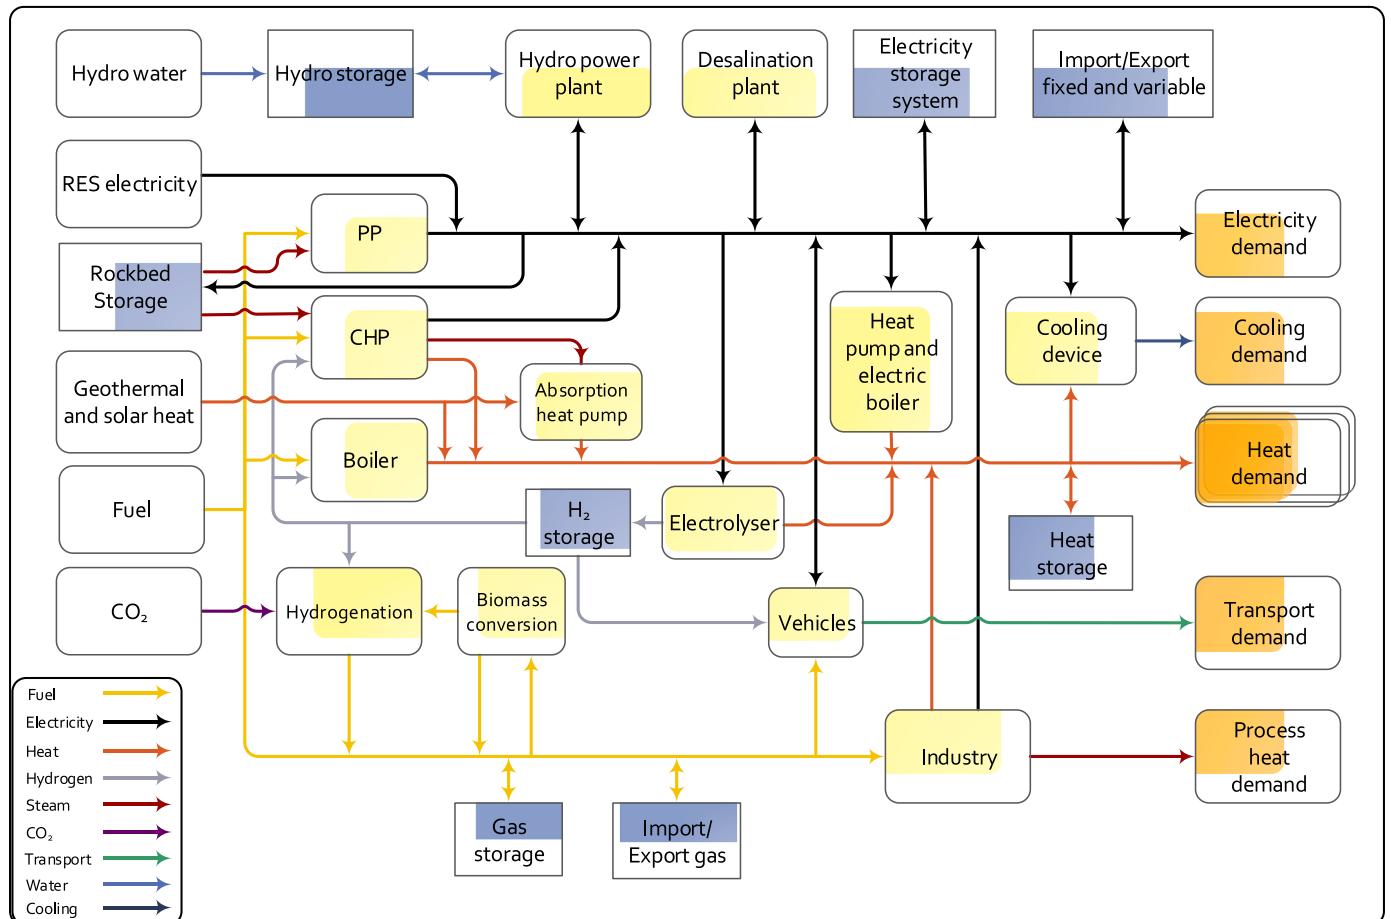 Hydro water
Hydro storage
Hydro power
plant
Desalination
plant
Electricity
storage
system
Import/Export
fixed and variable
RES electricity
PP
Electricity
demand
Rockbed
Storage
CHP
Heat
pump and
electric
boiler
Cooling
device
Cooling
demand
Geothermal
and solar heat
Absorption
heat pump
Boiler
Heat
demand
Fuel
H₂
storage
Electrolyser
Heat
storage
CO₂
Hydrogenation
Biomass
conversion
Vehicles
Transport
demand
Industry
Process
heat
demand
Gas
storage
Import/
Export gas
Fuel
Electricity
Heat
Hydrogen
Steam
CO₂
Transport
Water
Cooling